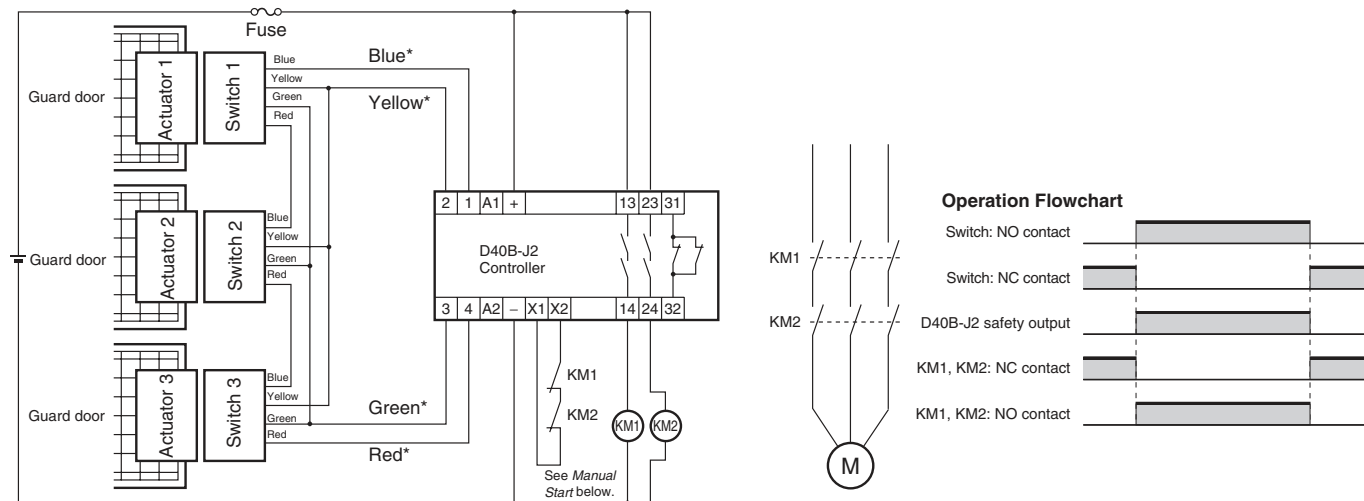 Fuse
Guard door
Actuator 1
Switch 1
Blue
Yellow
Green
Red
Blue*
Yellow*
Guard door
Actuator 2
Switch 2
Blue
Yellow
Green
Red
Guard door
Actuator 3
Switch 3
Blue
Yellow
Green
Red
Green*
Red*
2 1 A1 + 13 23 31
D40B-J2
Controller
3 4 A2 − X1 X2 14 24 32
KM1
KM2
KM1
KM2
See Manual
Start below.
KM1
KM2
M
Operation Flowchart
Switch: NO contact
Switch: NC contact
D40B-J2 safety output
KM1, KM2: NC contact
KM1, KM2: NO contact